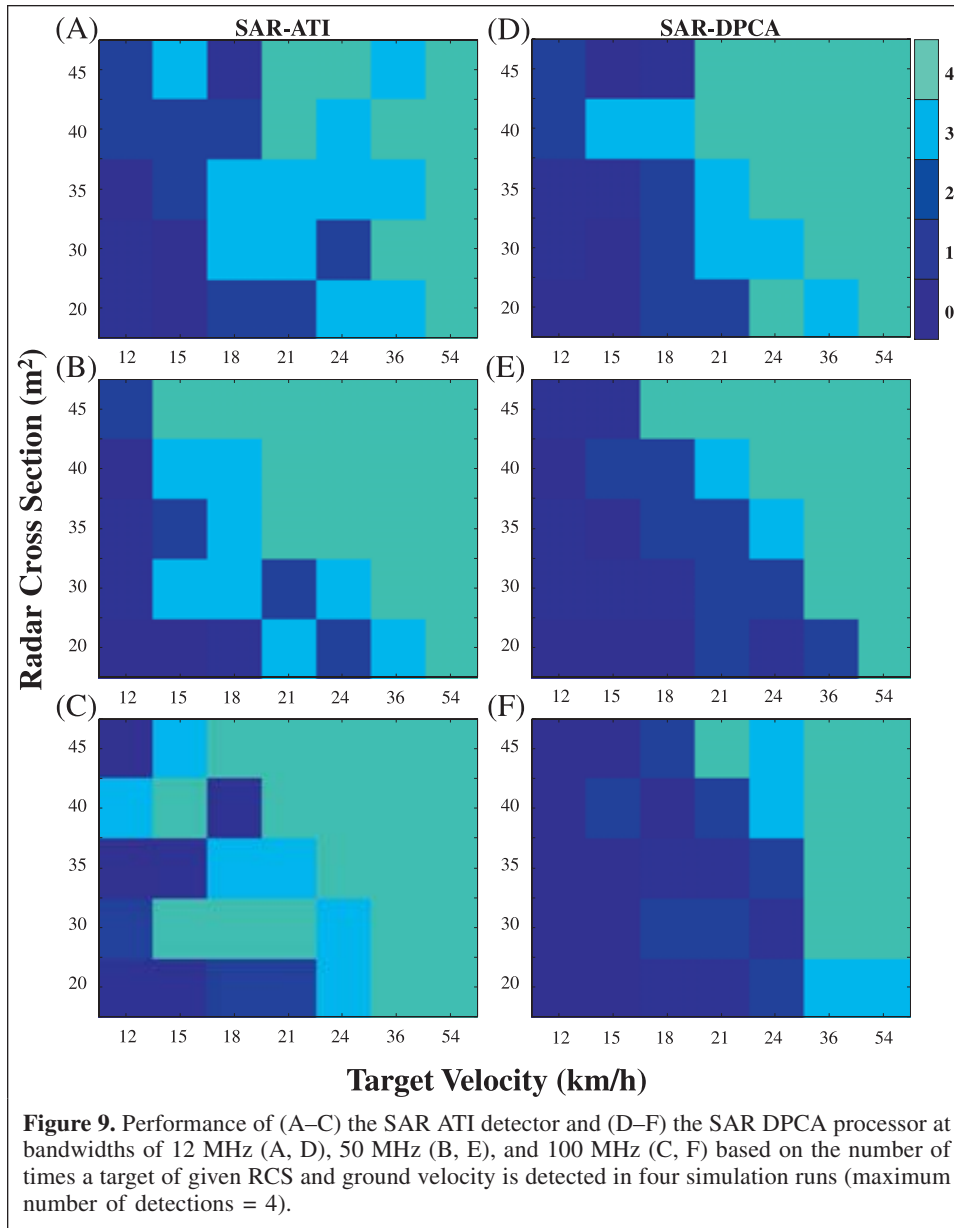 (A) SAR-ATI
(D) SAR-DPCA
45
40
35
30
20
12 15 18 21 24 36 54
45
40
35
30
20
12 15 18 21 24 36 54
4
3
2
1
0
(B)
45
40
35
30
20
12 15 18 21 24 36 54
(E)
45
40
35
30
20
12 15 18 21 24 36 54
(C)
45
40
35
30
20
12 15 18 21 24 36 54
(F)
45
40
35
30
20
12 15 18 21 24 36 54
Radar Cross Section (m²)
Target Velocity (km/h)
Figure 9. Performance of (A–C) the SAR ATI detector and (D–F) the SAR DPCA processor at
bandwidths of 12 MHz (A, D), 50 MHz (B, E), and 100 MHz (C, F) based on the number of
times a target of given RCS and ground velocity is detected in four simulation runs (maximum
number of detections = 4).